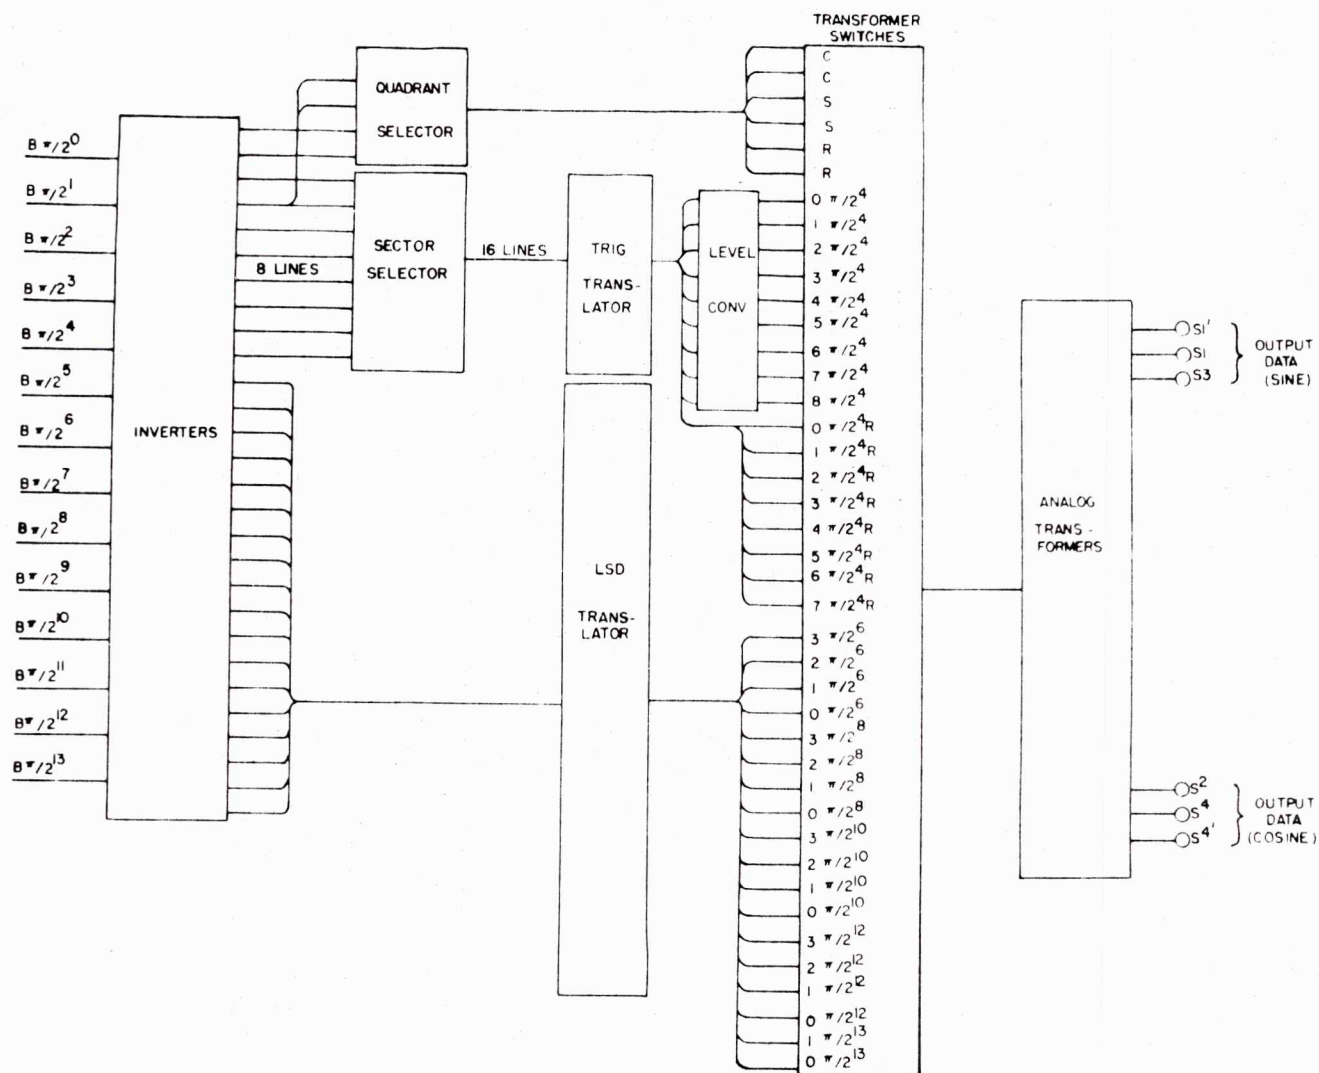 TRANSFORMER
SWITCHES
QUADRANT
SELECTOR
C
C
S
S
R
R
B π/2⁰
B π/2¹
B π/2²
B π/2³
B π/2⁴
B π/2⁵
B π/2⁶
B π/2⁷
B π/2⁸
B π/2⁹
B π/2¹⁰
B π/2¹¹
B π/2¹²
B π/2¹³
INVERTERS
8 LINES
SECTOR
SELECTOR
16 LINES
TRIG
TRANS-
LATOR
LEVEL
CONV
LSD
TRANS-
LATOR
0 π/2⁴
1 π/2⁴
2 π/2⁴
3 π/2⁴
4 π/2⁴
5 π/2⁴
6 π/2⁴
7 π/2⁴
8 π/2⁴
0 π/2⁴R
1 π/2⁴R
2 π/2⁴R
3 π/2⁴R
4 π/2⁴R
5 π/2⁴R
6 π/2⁴R
7 π/2⁴R
3 π/2⁶
2 π/2⁶
1 π/2⁶
0 π/2⁶
3 π/2⁸
2 π/2⁸
1 π/2⁸
0 π/2⁸
3 π/2¹⁰
2 π/2¹⁰
1 π/2¹⁰
0 π/2¹⁰
3 π/2¹²
2 π/2¹²
1 π/2¹²
0 π/2¹²
1 π/2¹³
0 π/2¹³
ANALOG
TRANS-
FORMERS
S1'
S1
S3
OUTPUT
DATA
(SINE)
S²
S⁴
S⁴'
OUTPUT
DATA
(COSINE)